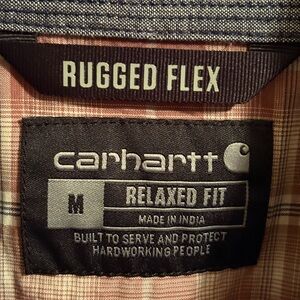 RUGGED FLEX
carhartt
M
RELAXED FIT
MADE IN INDIA
BUILT TO SERVE AND PROTECT
HARDWORKING PEOPLE